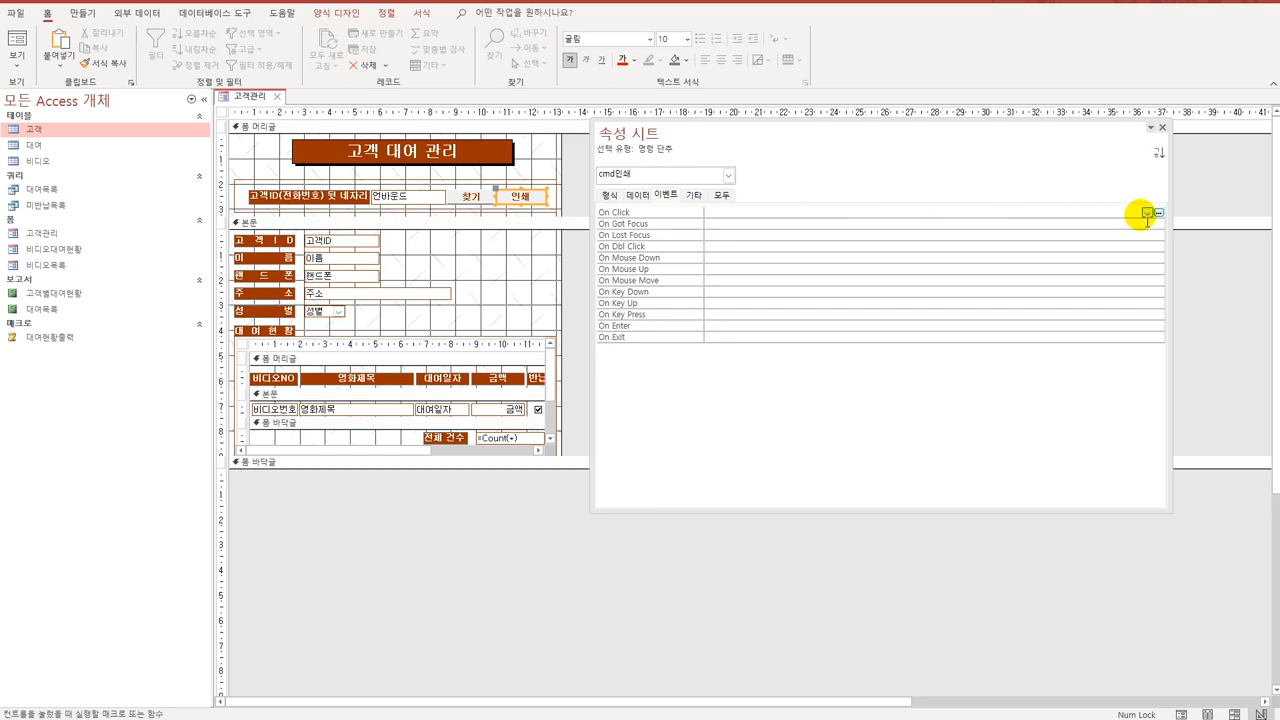 파일 홈 만들기 외부 데이터 데이터베이스 도구 도움말 양식 디자인 정렬 서식 어떤 작업을 원하시나요?
보기
붙여넣기
잘라내기
복사
서식 복사
필터
오름차순
내림차순
정렬 제거
선택 영역
고급
필터 적용/해제
모두 새로 고침
새로 만들기
저장
삭제
요약
맞춤법 검사
기타
찾기
바꾸기
이동
선택
굴림 10
가 가 가 가
보기 클립보드 정렬 및 필터 레코드 찾기 텍스트 서식
모든 Access 개체
테이블
고객
대여
비디오
쿼리
대여목록
미반납목록
폼
고객관리
비디오대여현황
비디오목록
보고서
고객별대여현황
대여목록
매크로
대여현황출력
고객관리
폼 머리글
고객 대여 관리
고객ID(전화번호) 뒷 네자리 언바운드 찾기 인쇄
본문
고 객 I D 고객ID
이 름 이름
핸 드 폰 핸드폰
주 소 주소
성 별 성별
대 여 현 황
폼 머리글
비디오NO 영화제목 대여일자 금액 반납
본문
비디오번호 영화제목 대여일자 금액
폼 바닥글
전체 건수 =Count(*)
폼 바닥글
속성 시트
선택 유형: 명령 단추
cmd인쇄
형식 데이터 이벤트 기타 모두
On Click
On Got Focus
On Lost Focus
On Dbl Click
On Mouse Down
On Mouse Up
On Mouse Move
On Key Down
On Key Up
On Key Press
On Enter
On Exit
컨트롤을 눌렀을 때 실행할 매크로 또는 함수
Num Lock